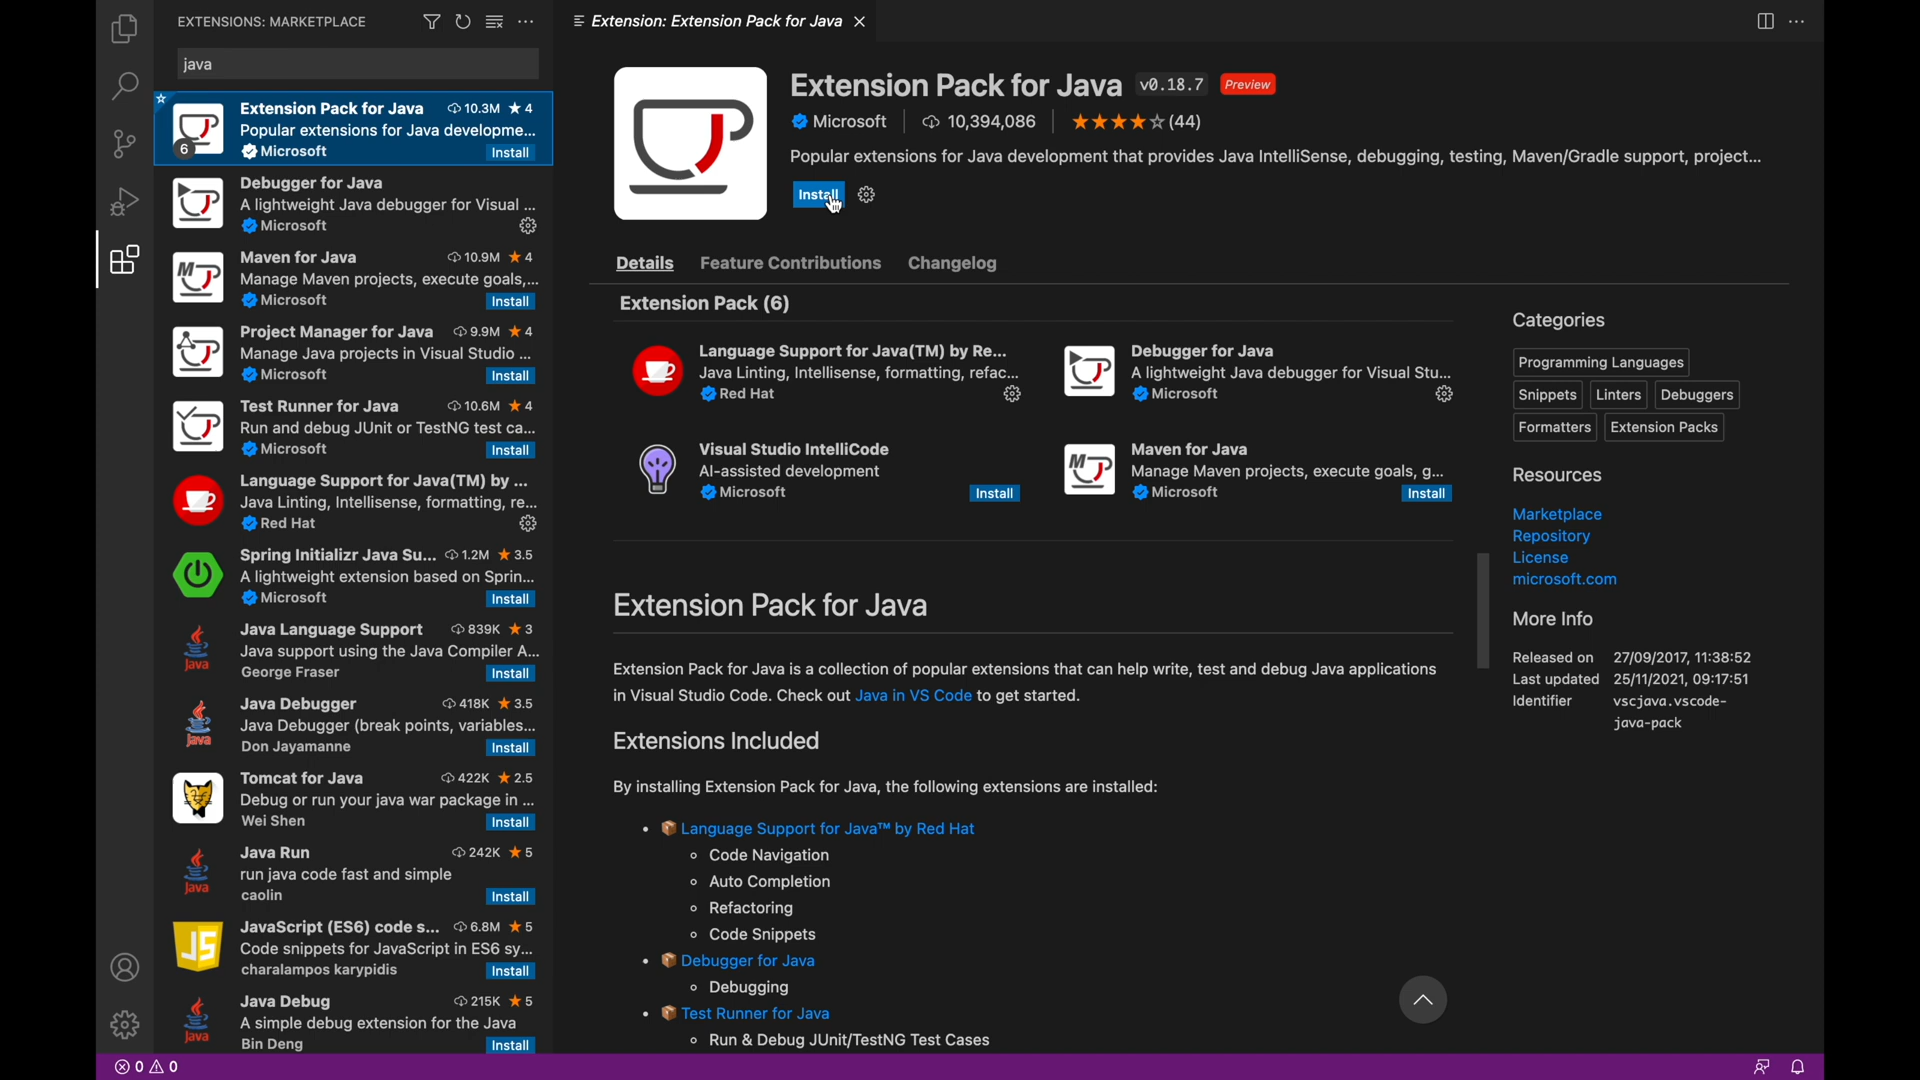 EXTENSIONS: MARKETPLACE
java
Extension Pack for Java 10.3M ★ 4
Popular extensions for Java developme...
6
Microsoft
Install
Debugger for Java
A lightweight Java debugger for Visual ...
Microsoft
Maven for Java 10.9M ★ 4
Manage Maven projects, execute goals,...
Microsoft
Install
Project Manager for Java 9.9M ★ 4
Manage Java projects in Visual Studio ...
Microsoft
Install
Test Runner for Java 10.6M ★ 4
Run and debug JUnit or TestNG test ca...
Microsoft
Install
Language Support for Java(TM) by ...
Java Linting, Intellisense, formatting, re...
Red Hat
Spring Initializr Java Su... 1.2M ★ 3.5
A lightweight extension based on Sprin...
Microsoft
Install
Java Language Support 839K ★ 3
Java support using the Java Compiler A...
George Fraser
Install
Java
Java Debugger 418K ★ 3.5
Java Debugger (break points, variables...
Don Jayamanne
Install
Java
Tomcat for Java 422K ★ 2.5
Debug or run your java war package in ...
Wei Shen
Install
Java Run 242K ★ 5
run java code fast and simple
caolin
Install
Java
JavaScript (ES6) code s... 6.8M ★ 5
Code snippets for JavaScript in ES6 sy...
charalampos karypidis
Install
JS
Java Debug 215K ★ 5
A simple debug extension for the Java
Bin Deng
Install
Java
0 0
Extension: Extension Pack for Java
Extension Pack for Java v0.18.7 Preview
Microsoft 10,394,086 ★★★★☆ (44)
Popular extensions for Java development that provides Java IntelliSense, debugging, testing, Maven/Gradle support, project...
Install
Details Feature Contributions Changelog
Extension Pack (6)
Language Support for Java(TM) by Re...
Java Linting, Intellisense, formatting, refac...
Red Hat
Debugger for Java
A lightweight Java debugger for Visual Stu...
Microsoft
Visual Studio IntelliCode
AI-assisted development
Microsoft
Install
Maven for Java
Manage Maven projects, execute goals, g...
Microsoft
Install
Extension Pack for Java
Extension Pack for Java is a collection of popular extensions that can help write, test and debug Java applications
in Visual Studio Code. Check out Java in VS Code to get started.
Extensions Included
By installing Extension Pack for Java, the following extensions are installed:
• Language Support for Java™ by Red Hat
Code Navigation
Auto Completion
Refactoring
Code Snippets
• Debugger for Java
Debugging
• Test Runner for Java
Run & Debug JUnit/TestNG Test Cases
Categories
Programming Languages
Snippets Linters Debuggers
Formatters Extension Packs
Resources
Marketplace
Repository
License
microsoft.com
More Info
Released on 27/09/2017, 11:38:52
Last updated 25/11/2021, 09:17:51
Identifier vscjava.vscode-
java-pack